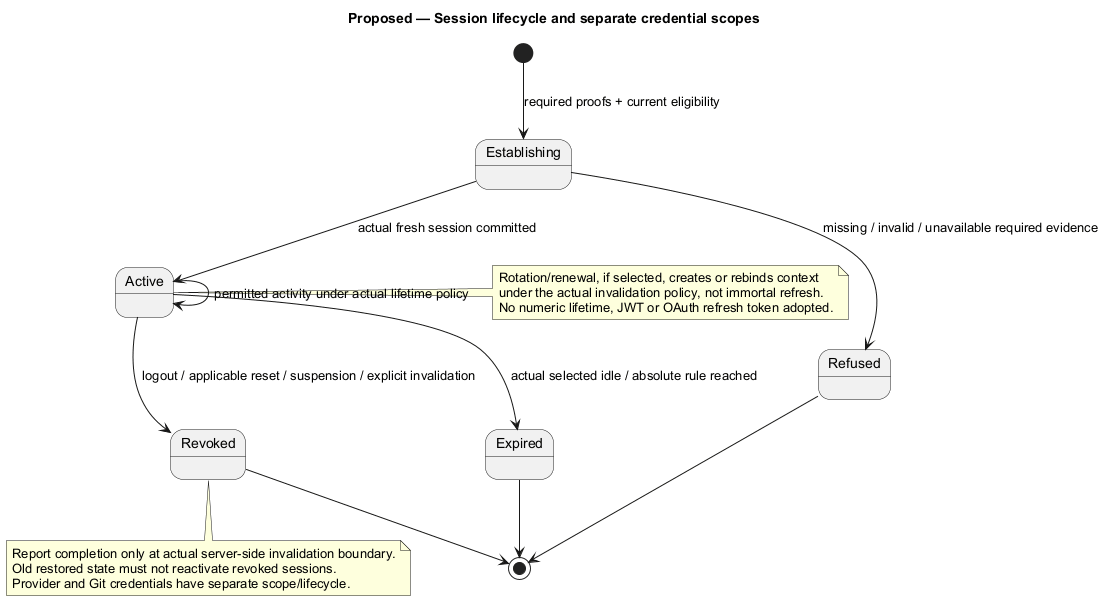 Proposed — Session lifecycle and separate credential scopes
required proofs + current eligibility
Establishing
actual fresh session committed
missing / invalid / unavailable required evidence
Active
permitted activity under actual lifetime policy
Rotation/renewal, if selected, creates or rebinds context
under the actual invalidation policy, not immortal refresh.
No numeric lifetime, JWT or OAuth refresh token adopted.
Refused
logout / applicable reset / suspension / explicit invalidation
actual selected idle / absolute rule reached
Revoked
Expired
Report completion only at actual server-side invalidation boundary.
Old restored state must not reactivate revoked sessions.
Provider and Git credentials have separate scope/lifecycle.